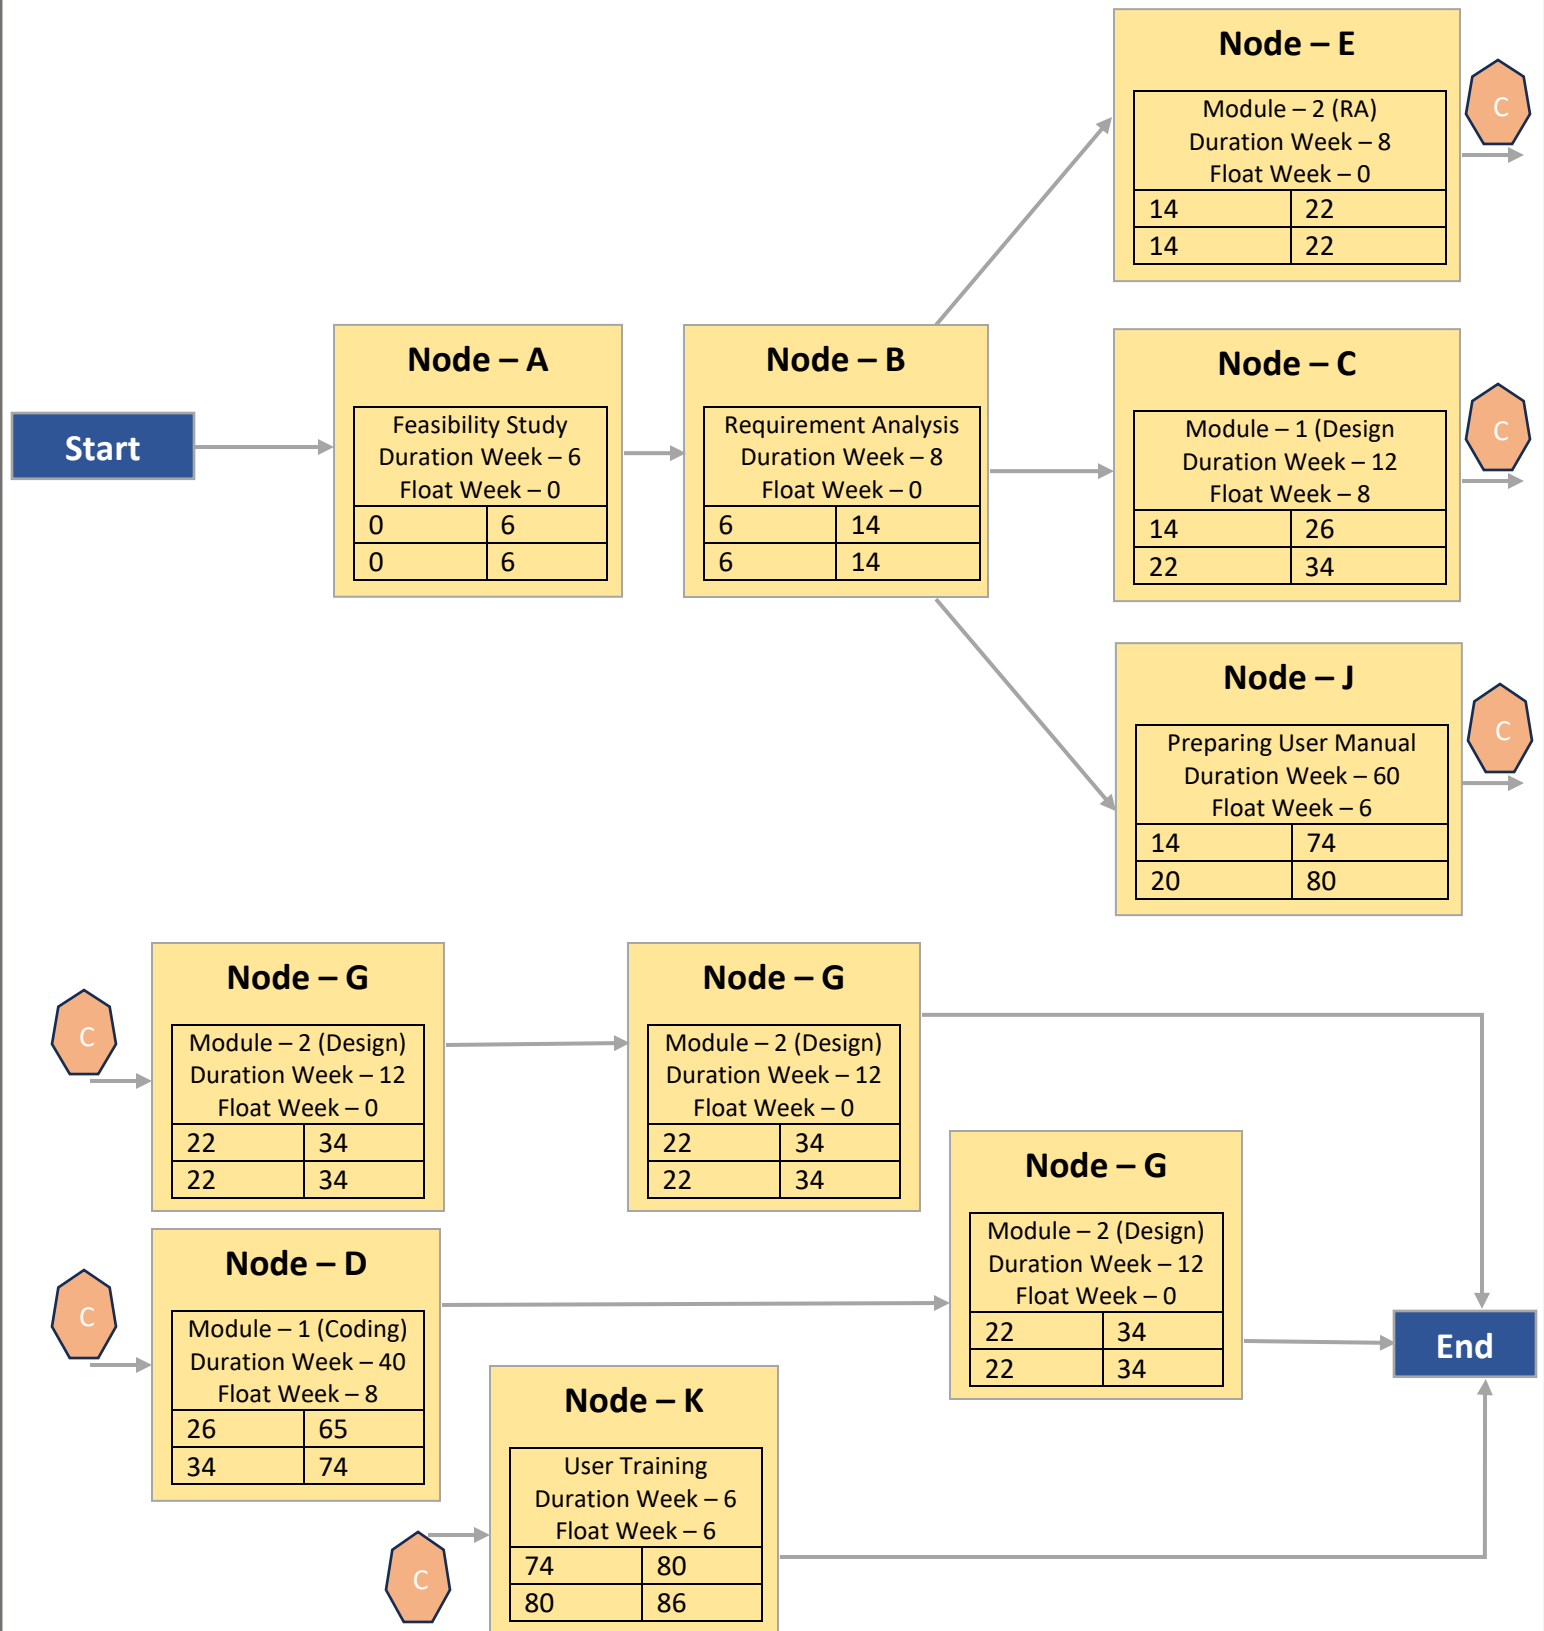 Node – E
Module – 2 (RA)
Duration Week – 8
Float Week – 0
14 22
14 22
C
Start
Node – A
Feasibility Study
Duration Week – 6
Float Week – 0
0 6
0 6
Node – B
Requirement Analysis
Duration Week – 8
Float Week – 0
6 14
6 14
Node – C
Module – 1 (Design
Duration Week – 12
Float Week – 8
14 26
22 34
C
Node – J
Preparing User Manual
Duration Week – 60
Float Week – 6
14 74
20 80
C
C
Node – G
Module – 2 (Design)
Duration Week – 12
Float Week – 0
22 34
22 34
Node – G
Module – 2 (Design)
Duration Week – 12
Float Week – 0
22 34
22 34
Node – G
Module – 2 (Design)
Duration Week – 12
Float Week – 0
22 34
22 34
C
Node – D
Module – 1 (Coding)
Duration Week – 40
Float Week – 8
26 65
34 74
End
C
Node – K
User Training
Duration Week – 6
Float Week – 6
74 80
80 86